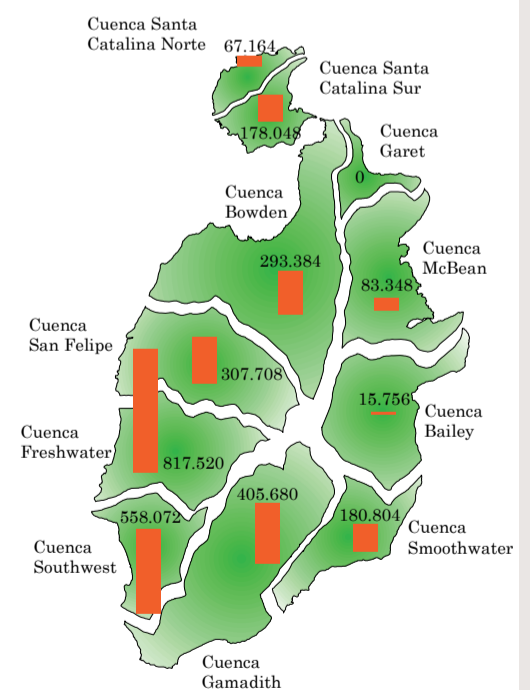 Cuenca Santa
Catalina Norte
67.164
Cuenca Santa
Catalina Sur
178.048
Cuenca
Garet
0
Cuenca
Bowden
293.384
Cuenca
McBean
83.348
Cuenca
San Felipe
307.708
15.756
Cuenca
Bailey
Cuenca
Freshwater
817.520
405.680
558.072
180.804
Cuenca
Smoothwater
Cuenca
Southwest
Cuenca
Gamadith